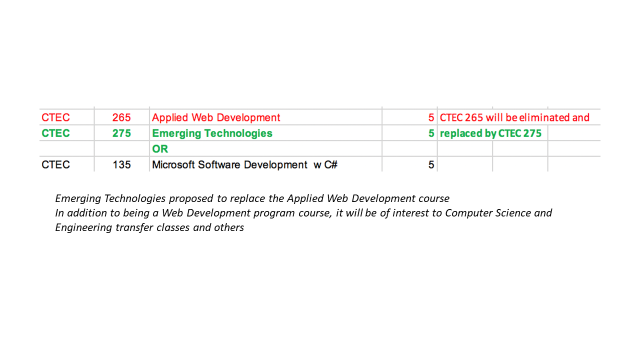 CTEC 265 Applied Web Development 5 CTEC 265 will be eliminated and
CTEC 275 Emerging Technologies 5 replaced by CTEC 275
OR
CTEC 135 Microsoft Software Development w C# 5
Emerging Technologies proposed to replace the Applied Web Development course
In addition to being a Web Development program course, it will be of interest to Computer Science and
Engineering transfer classes and others